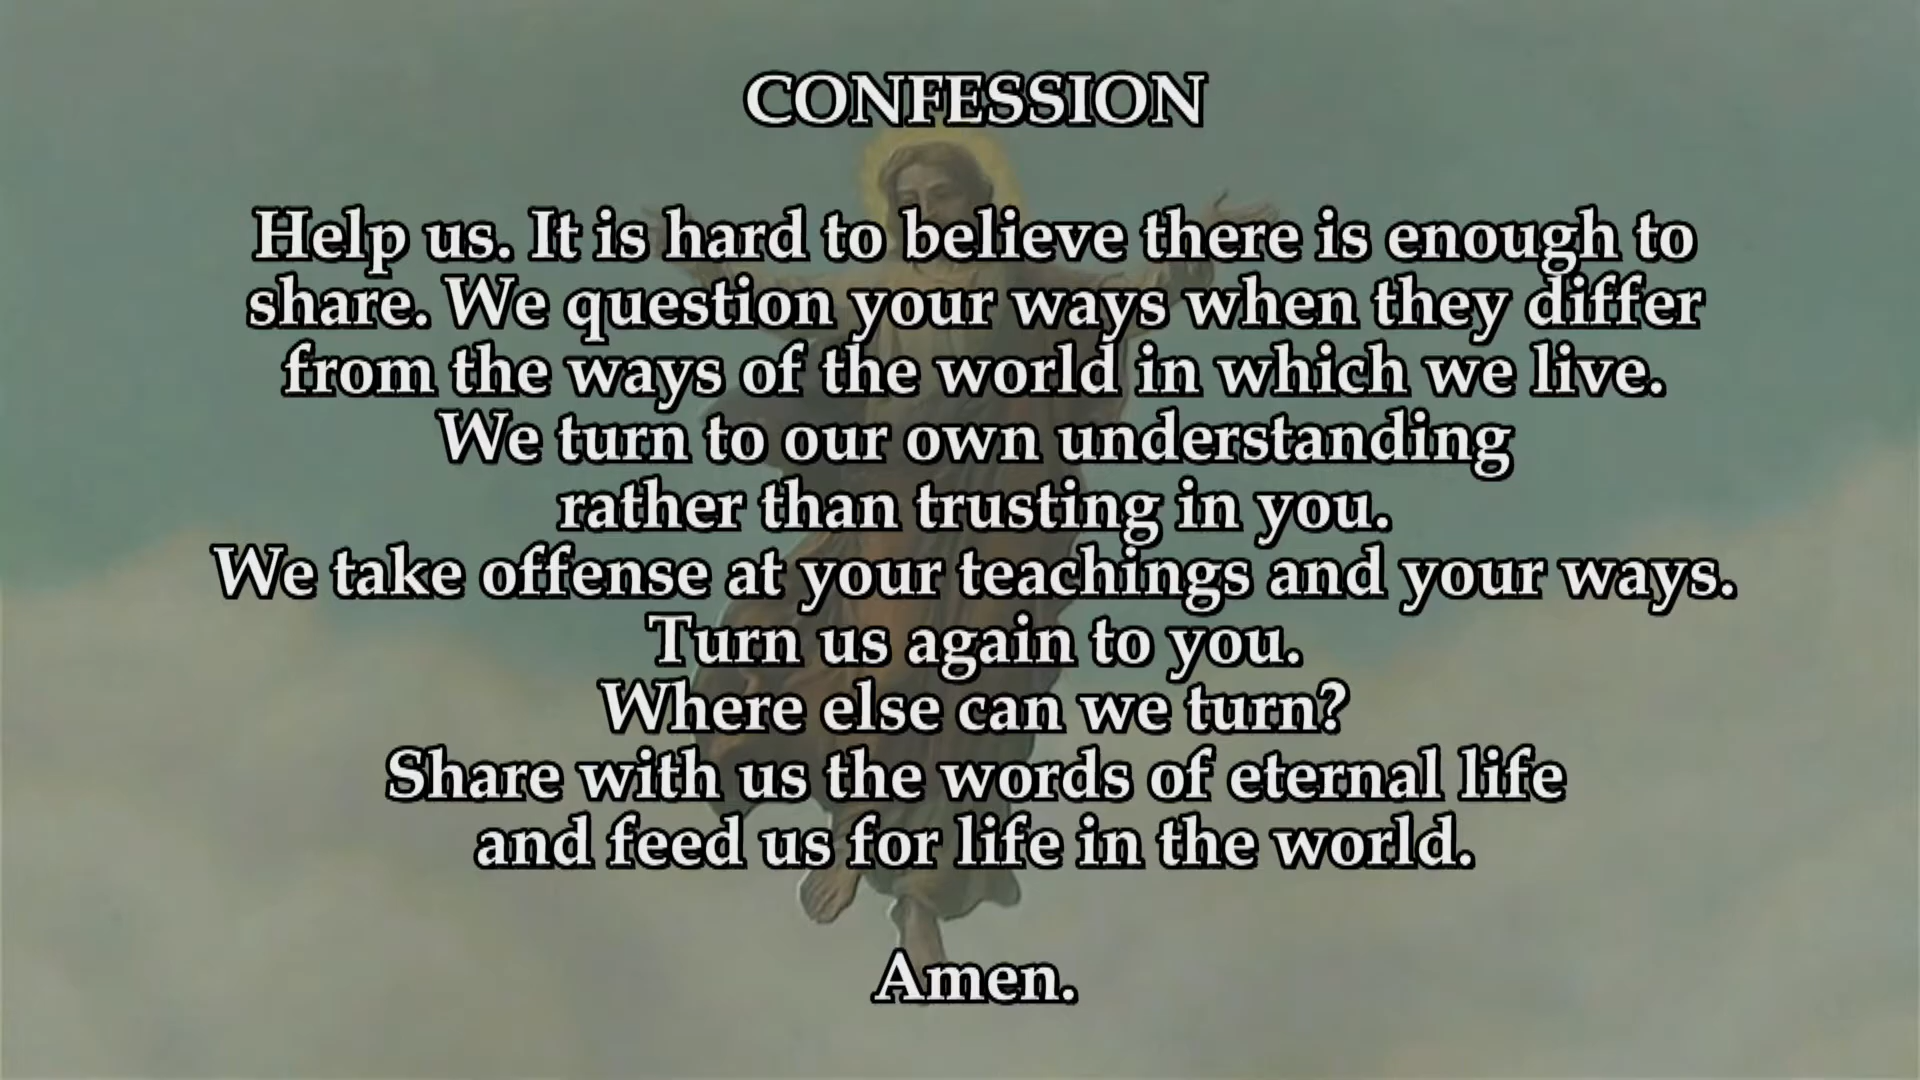 CONFESSION
Help us. It is hard to believe there is enough to
share. We question your ways when they differ
from the ways of the world in which we live.
We turn to our own understanding
rather than trusting in you.
We take offense at your teachings and your ways.
Turn us again to you.
Where else can we turn?
Share with us the words of eternal life
and feed us for life in the world.
Amen.